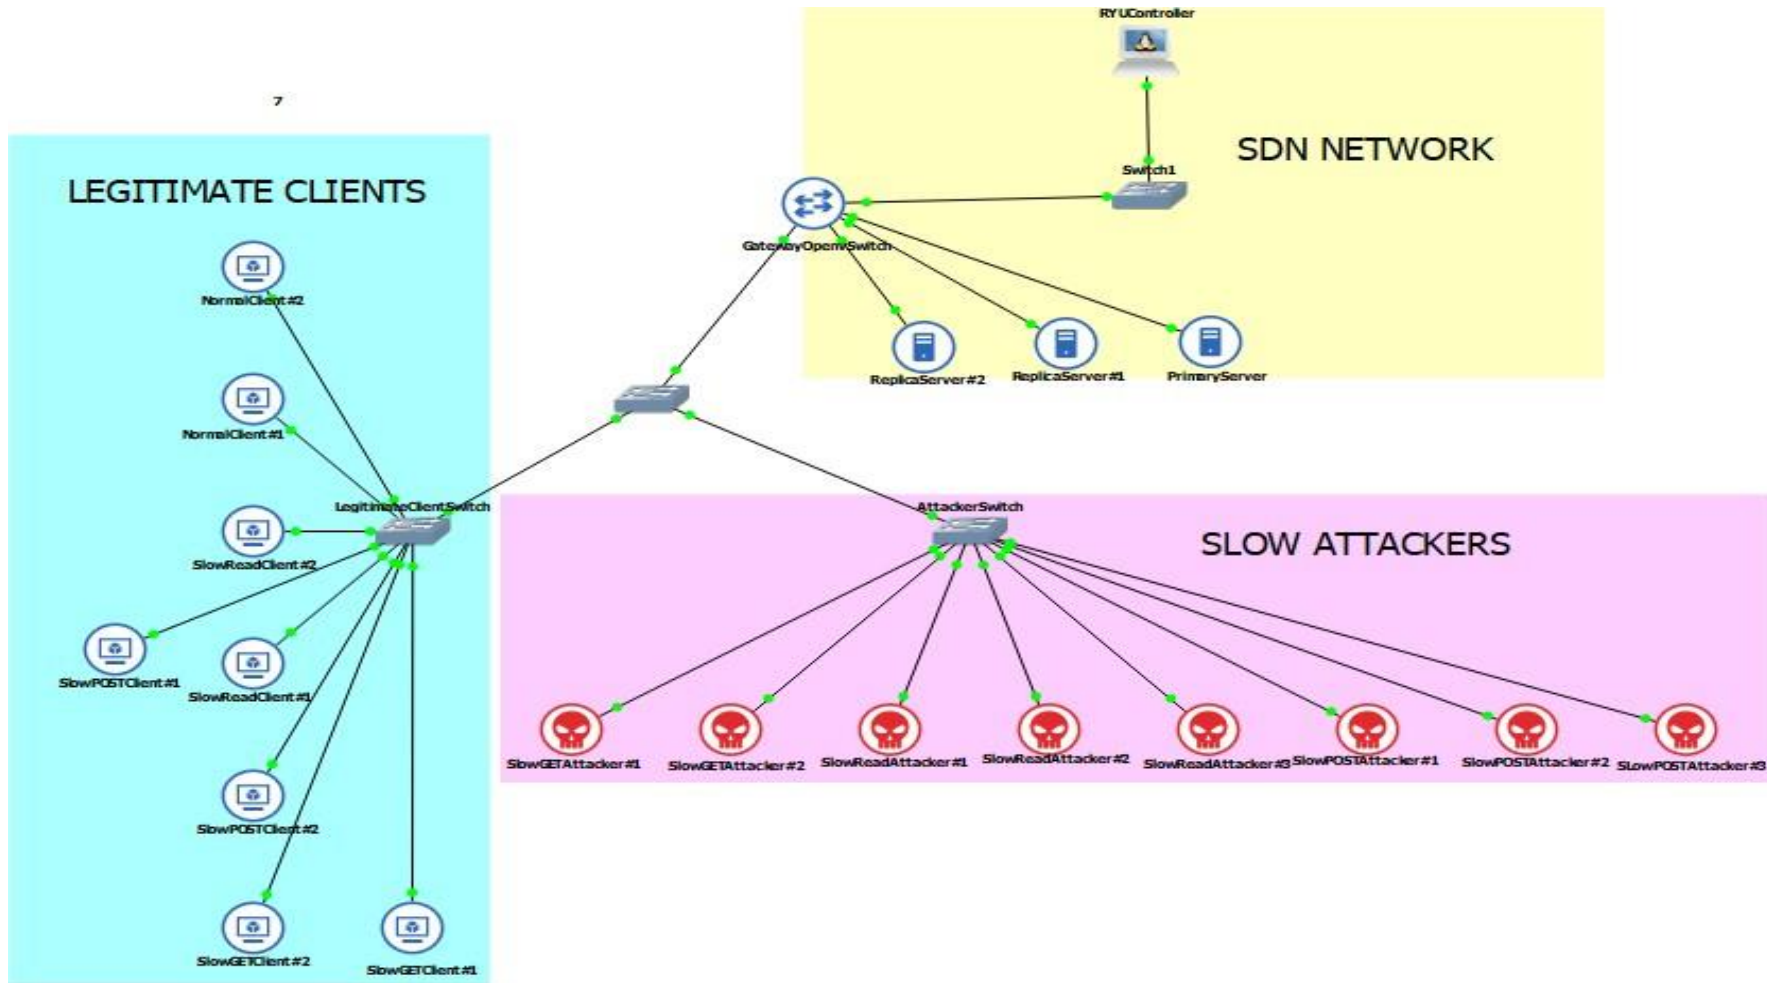 RYUController
7
SDN NETWORK
Switch1
LEGITIMATE CLIENTS
GatewayOpenvSwitch
NormalClient#2
ReplicaServer#2
ReplicaServer#1
PrimaryServer
NormalClient#1
LegitimateClientSwitch
AttackerSwitch
SLOW ATTACKERS
SlowReadClient#2
SlowPOSTClient#1
SlowReadClient#1
SlowGETAttacker#1
SlowGETAttacker#2
SlowReadAttacker#1
SlowReadAttacker#2
SlowReadAttacker#3
SlowPOSTAttacker#1
SlowPOSTAttacker#2
SLowPOSTAttacker#3
SlowPOSTClient#2
SlowGETClient#2
SlowGETClient#1